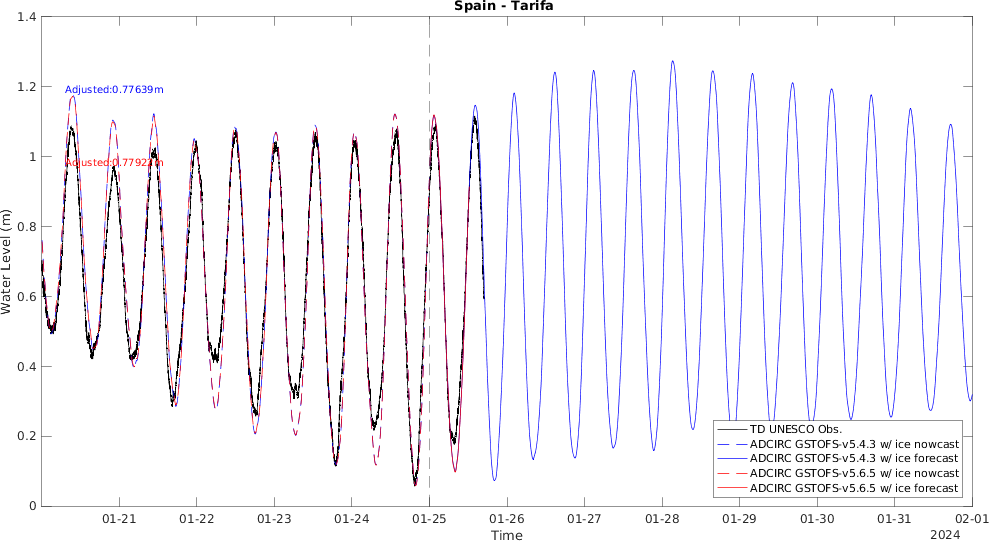 Spain - Tarifa
1.4
1.2
1
0.8
0.6
0.4
0.2
0
Water Level (m)
Adjusted:0.77639m
01-21
01-22
01-23
01-24
01-25
01-26
01-27
01-28
01-29
01-30
01-31
02-01
Time
2024
TD UNESCO Obs.
ADCIRC GSTOFS-v5.4.3 w/ ice nowcast
ADCIRC GSTOFS-v5.4.3 w/ ice forecast
ADCIRC GSTOFS-v5.6.5 w/ ice nowcast
ADCIRC GSTOFS-v5.6.5 w/ ice forecast